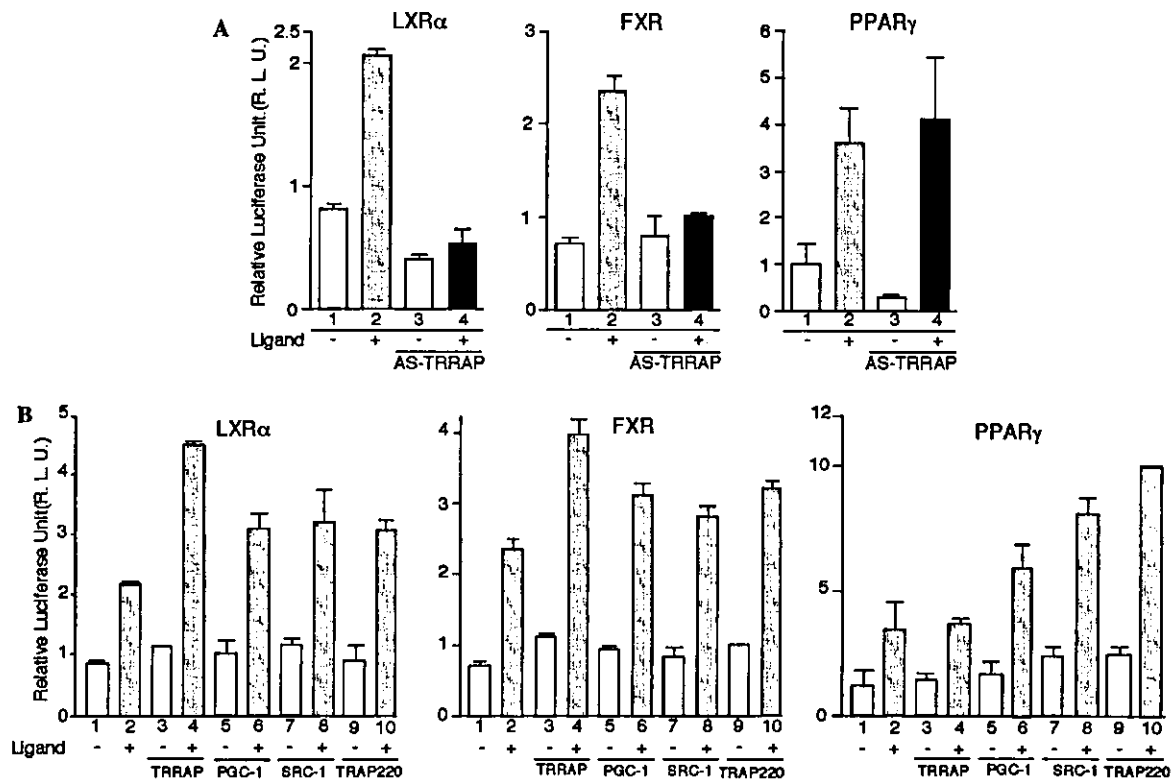 A
LXRα
FXR
PPARγ
Relative Luciferase Unit.(R. L. U.)
2.5
2
1
0
3
2
1
0
6
5
4
3
2
1
0
1 2 3 4
1 2 3 4
1 2 3 4
Ligand - + - +
- + - +
- + - +
AS-TRRAP
AS-TRRAP
AS-TRRAP
B
LXRα
FXR
PPARγ
Relative Luciferase Unit(R. L. U.)
5
4
3
2
1
0
4
3
2
1
0
12
10
5
0
1 2 3 4 5 6 7 8 9 10
1 2 3 4 5 6 7 8 9 10
1 2 3 4 5 6 7 8 9 10
Ligand - + - + - + - + - +
- + - + - + - + - +
- + - + - + - + - +
TRRAP PGC-1 SRC-1 TRAP220
TRRAP PGC-1 SRC-1 TRAP220
TRRAP PGC-1 SRC-1 TRAP220